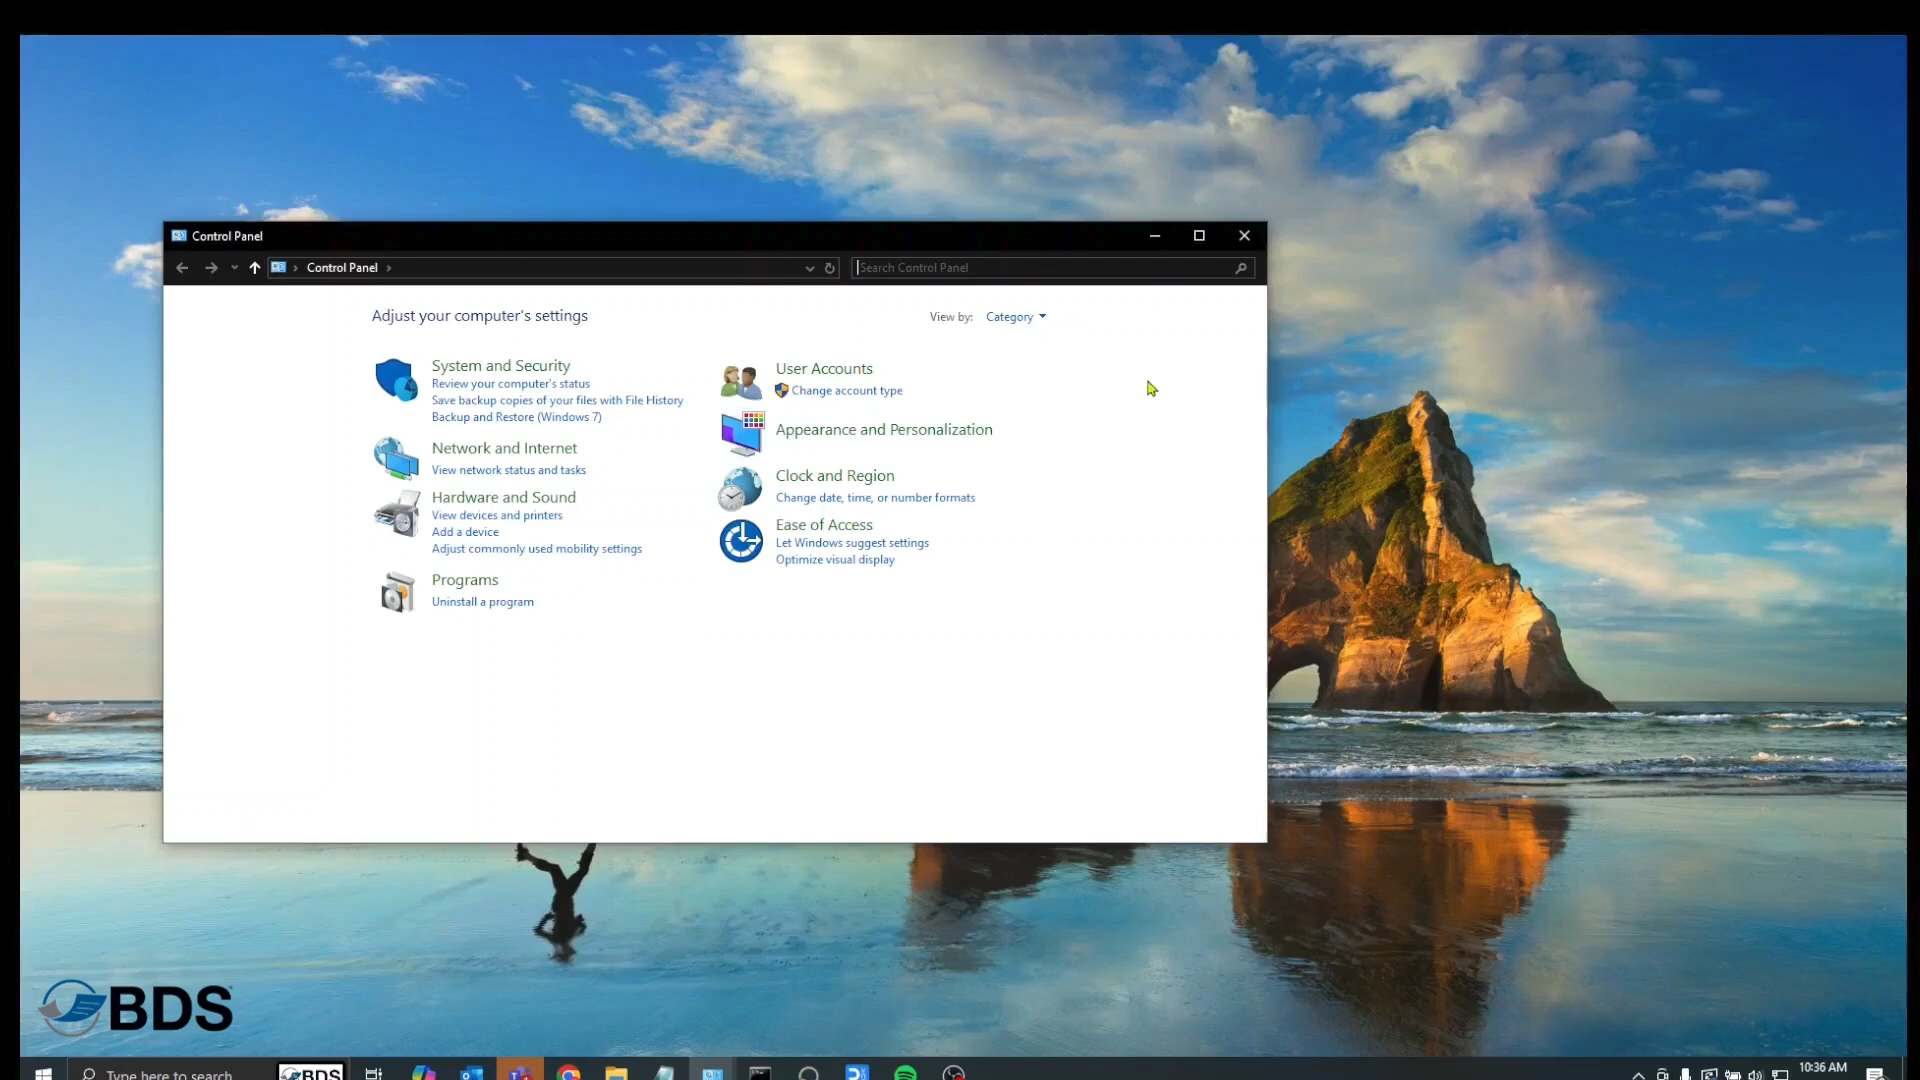 Control Panel
Control Panel
Search Control Panel
Adjust your computer's settings
View by: Category
System and Security
Review your computer's status
Save backup copies of your files with File History
Backup and Restore (Windows 7)
Network and Internet
View network status and tasks
Hardware and Sound
View devices and printers
Add a device
Adjust commonly used mobility settings
Programs
Uninstall a program
User Accounts
Change account type
Appearance and Personalization
Clock and Region
Change date, time, or number formats
Ease of Access
Let Windows suggest settings
Optimize visual display
BDS
Type here to search
BDS
10:36 AM